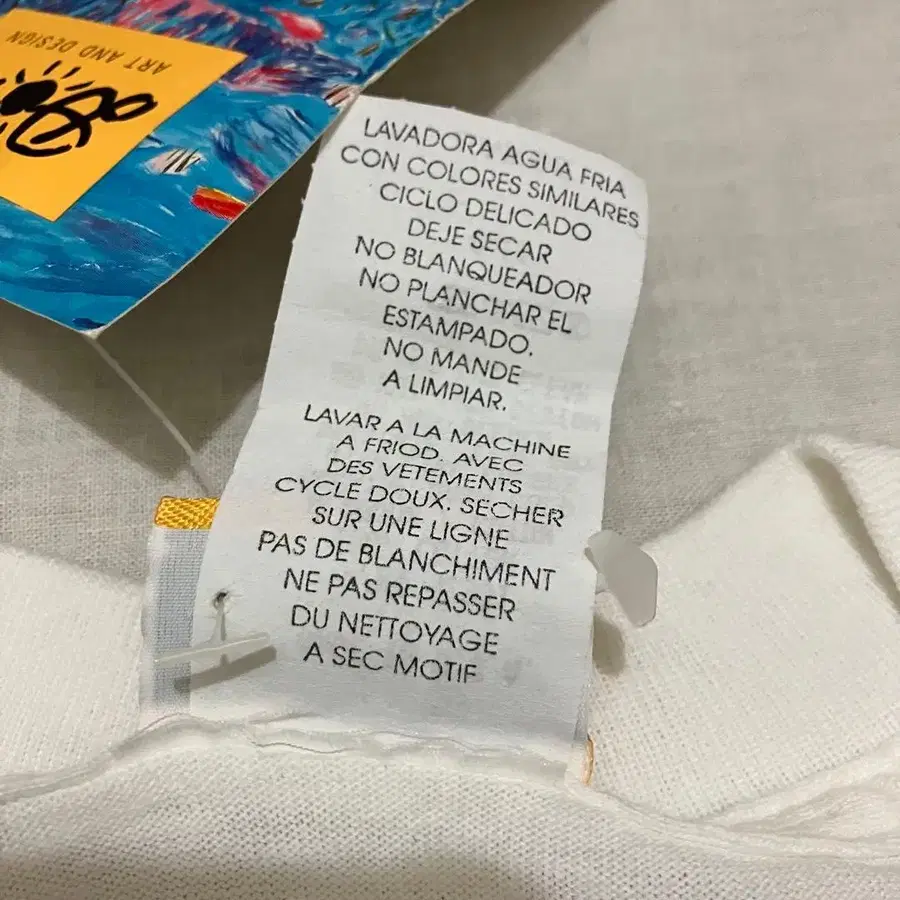 ART AND DESIGN
LAVADORA AGUA FRIA
CON COLORES SIMILARES
CICLO DELICADO
DEJE SECAR
NO BLANQUEADOR
NO PLANCHAR EL
ESTAMPADO.
NO MANDE
A LIMPIAR.
LAVAR A LA MACHINE
A FRIOD. AVEC
DES VETEMENTS
CYCLE DOUX. SECHER
SUR UNE LIGNE
PAS DE BLANCHIMENT
NE PAS REPASSER
DU NETTOYAGE
A SEC MOTIF